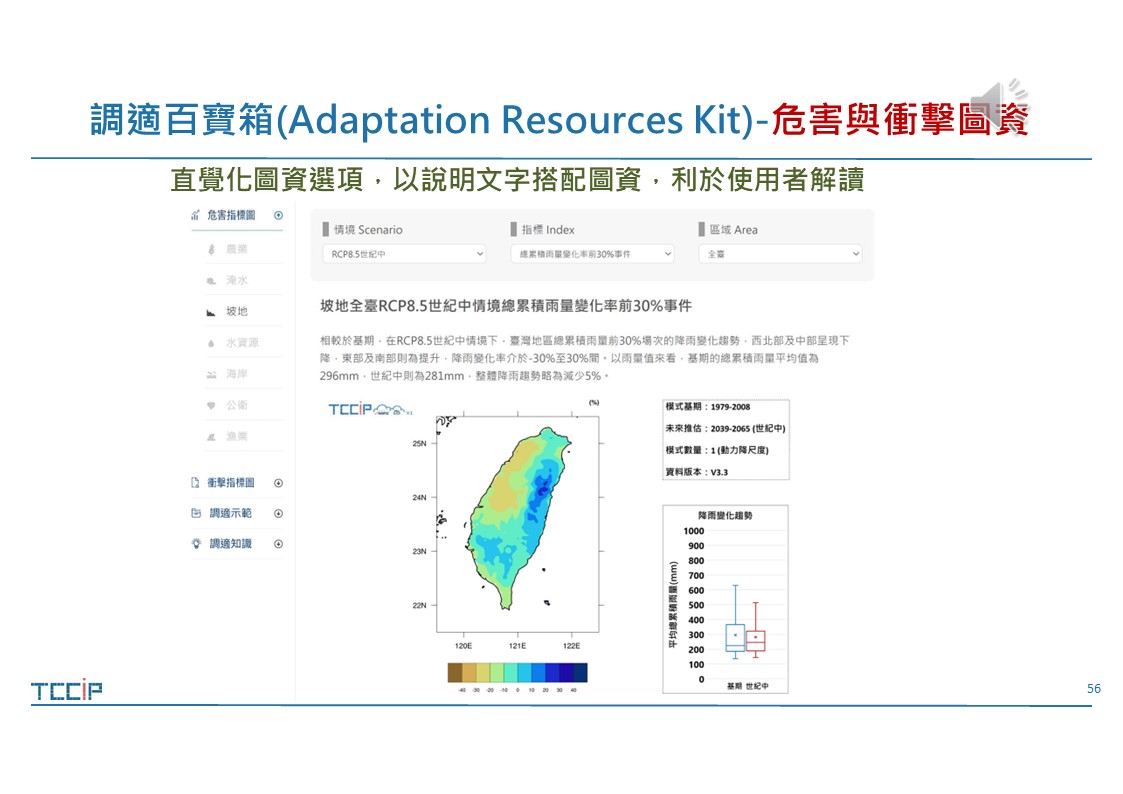 調適百寶箱(Adaptation Resources Kit)-危害與衝擊圖資
直覺化圖資選項，以說明文字搭配圖資，利於使用者解讀
危害指標圖
農業
淹水
坡地
水資源
海岸
公衛
漁業
衝擊指標圖
調適示範
調適知識
情境 Scenario
指標 Index
區域 Area
RCP8.5世紀中
總累積雨量變化率前30%事件
全臺
坡地全臺RCP8.5世紀中情境總累積雨量變化率前30%事件
相較於基期，在RCP8.5世紀中情境下，臺灣地區總累積雨量前30%場次的降雨變化趨勢，西北部及中部呈現下
降，東部及南部則為提升，降雨變化率介於-30%至30%間。以雨量值來看，基期的總累積雨量平均值為
296mm，世紀中則為281mm，整體降雨趨勢略為減少5%。
TCCIP
(%)
25N
24N
23N
22N
120E 121E 122E
-40 -30 -20 -10 0 10 20 30 40
模式基期：1979-2008
未來推估：2039-2065 (世紀中)
模式數量：1 (動力降尺度)
資料版本：V3.3
降雨變化趨勢
平均總累積雨量(mm)
1000
900
800
700
600
500
400
300
200
100
0
基期 世紀中
TCCIP
56